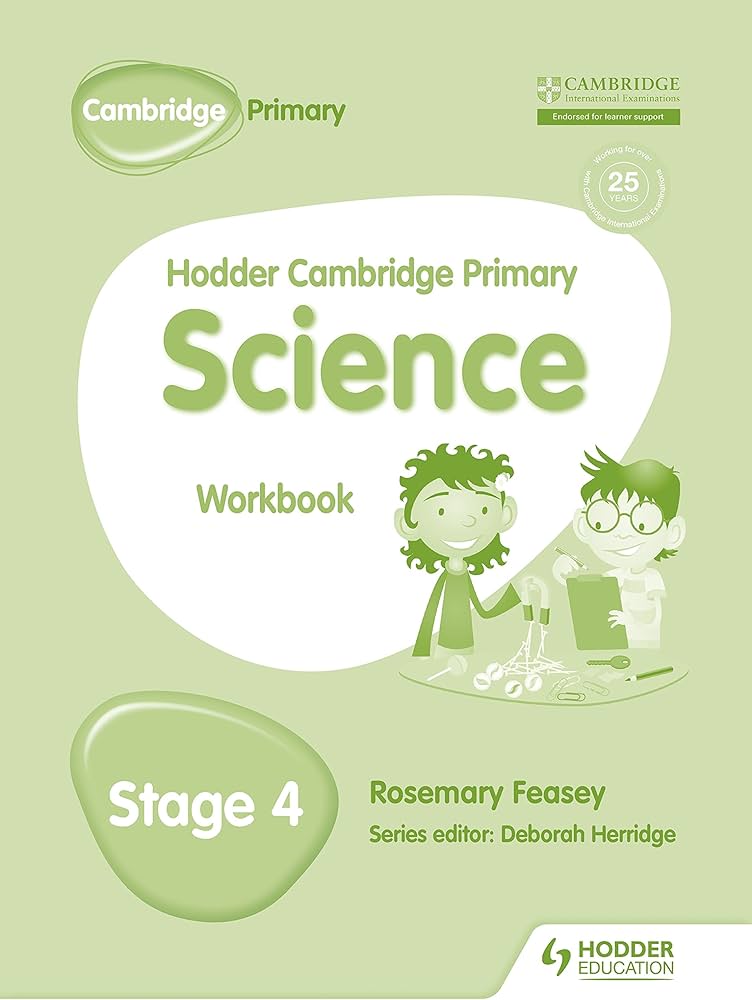 Cambridge Primary
CAMBRIDGE
International Examinations
Endorsed for learner support
Working for over
25
YEARS
with Cambridge International Examinations
Hodder Cambridge Primary
Science
Workbook
Stage 4
Rosemary Feasey
Series editor: Deborah Herridge
HODDER
EDUCATION